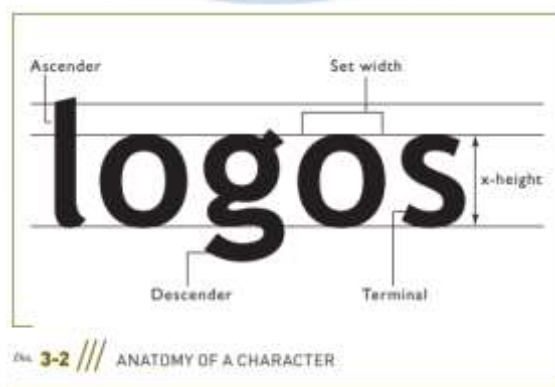 Ascender
Set width
logos
x-height
Descender
Terminal
3-2 /// ANATOMY OF A CHARACTER